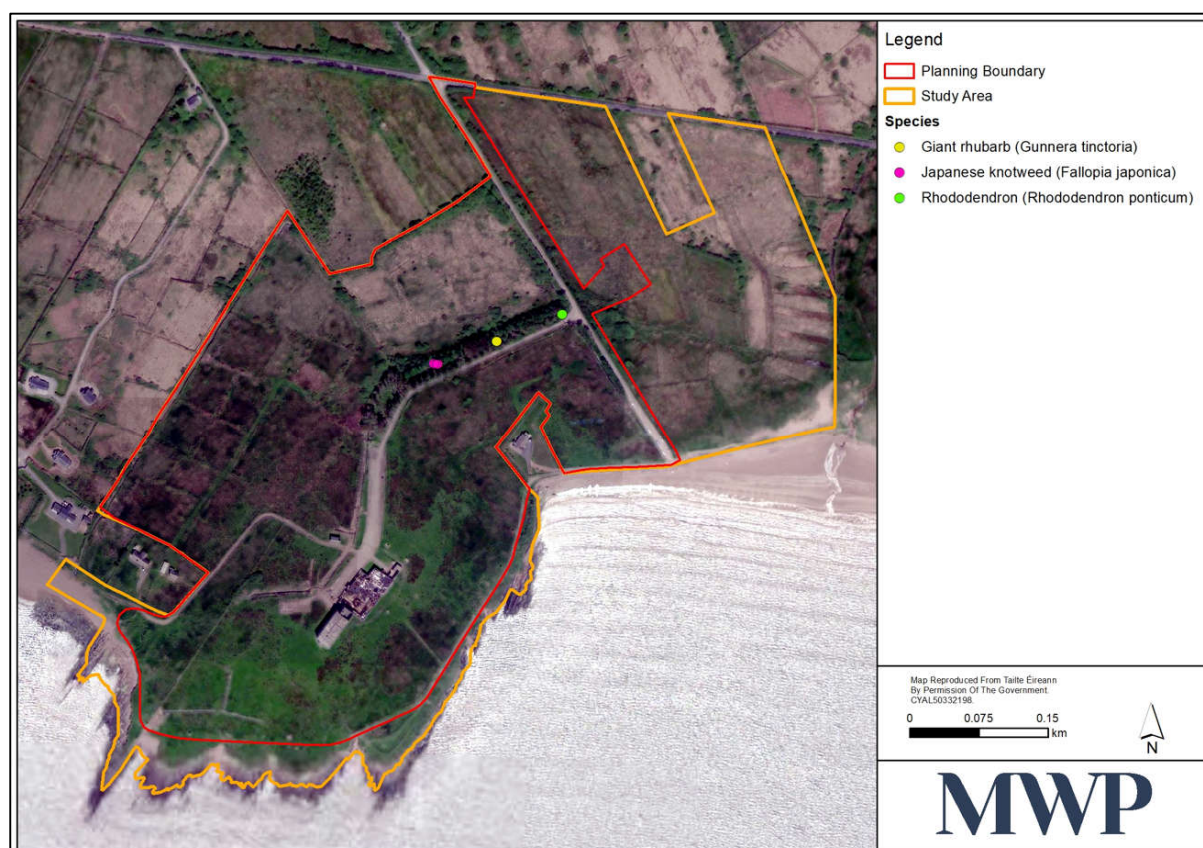 Legend
Planning Boundary
Study Area
Species
Giant rhubarb (Gunnera tinctoria)
Japanese knotweed (Fallopia japonica)
Rhododendron (Rhododendron ponticum)
Map Reproduced From Tailte Éireann
By Permission Of The Government.
CYAL50332198.
0 0.075 0.15
km
N
MWP